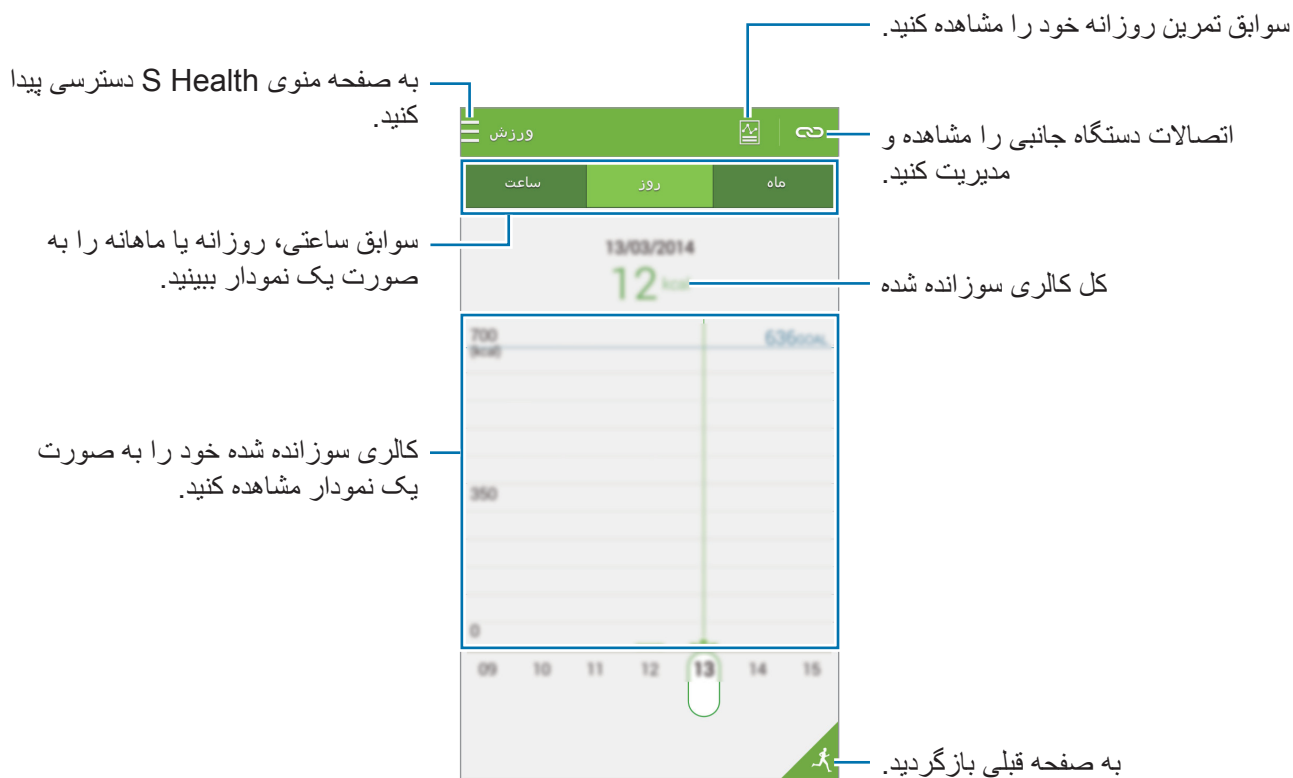 سوابق تمرین روزانه خود را مشاهده کنید.
به صفحه منوی S Health دسترسی پیدا
کنید.
اتصالات دستگاه جانبی را مشاهده و
مدیریت کنید.
ورزش
ساعت
روز
ماه
سوابق ساعتی، روزانه یا ماهانه را به
صورت یک نمودار ببینید.
13/03/2014
12 kcal
کل کالری سوزانده شده
700
(kcal)
636GOAL
کالری سوزانده شده خود را به صورت
یک نمودار مشاهده کنید.
350
0
09 10 11 12 13 14 15
به صفحه قبلی بازگردید.